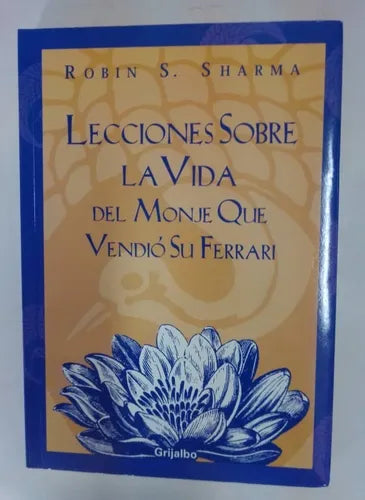 ROBIN S. SHARMA
LECCIONES SOBRE
LA VIDA
DEL MONJE QUE
VENDIÓ SU FERRARI
Grijalbo